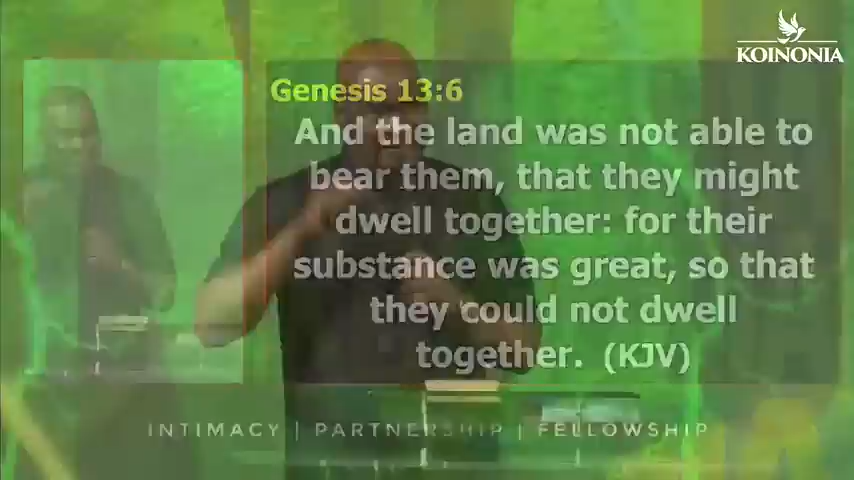 KOINONIA
Genesis 13:6
And the land was not able to
bear them, that they might
dwell together: for their
substance was great, so that
they could not dwell
together. (KJV)
INTIMACY | PARTNERSHIP | FELLOWSHIP